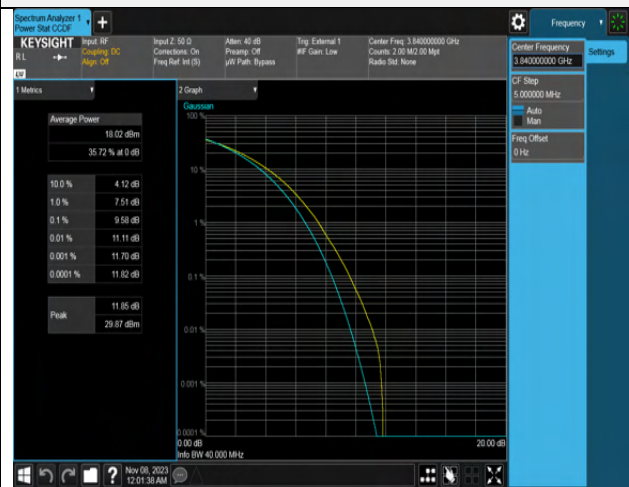 Spectrum Analyzer 1
Power Stat CCDF
KEYSIGHT
RL
LW
Input: RF
Coupling: DC
Align: Off
Input Z: 50 Ω
Corrections: On
Freq Ref: Int (S)
Atten: 40 dB
Preamp: Off
µW Path: Bypass
Trig: External 1
#IF Gain: Low
Center Freq: 3.840000000 GHz
Counts: 2.00 M/2.00 Mpt
Radio Std: None
1 Metrics
Average Power
18.02 dBm
35.72 % at 0 dB
10.0 % 4.12 dB
1.0 % 7.51 dB
0.1 % 9.58 dB
0.01 % 11.11 dB
0.001 % 11.70 dB
0.0001 % 11.82 dB
Peak
11.85 dB
29.87 dBm
2 Graph
Gaussian
100 %
10 %
1 %
0.1 %
0.01 %
0.001 %
0.0001 %
0.00 dB
20.00 dB
Info BW 40.000 MHz
Frequency
Settings
Center Frequency
3.840000000 GHz
CF Step
5.000000 MHz
Auto
Man
Freq Offset
0 Hz
Nov 08, 2023
12:01:38 AM